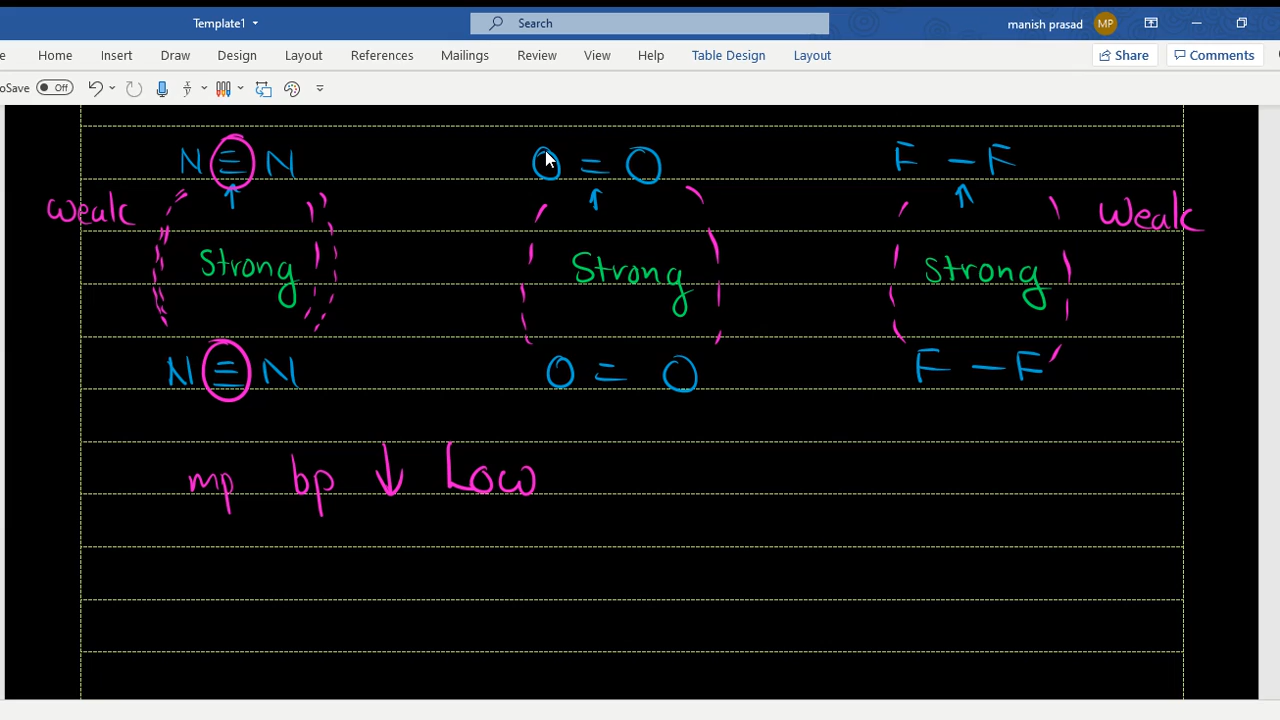 Template1
Search
manish prasad MP
Home Insert Draw Design Layout References Mailings Review View Help Table Design Layout Share Comments
Off
N ≡ N O = O F - F
Weak Weak
Strong Strong Strong
N ≡ N O = O F - F
mp bp ↓ Low